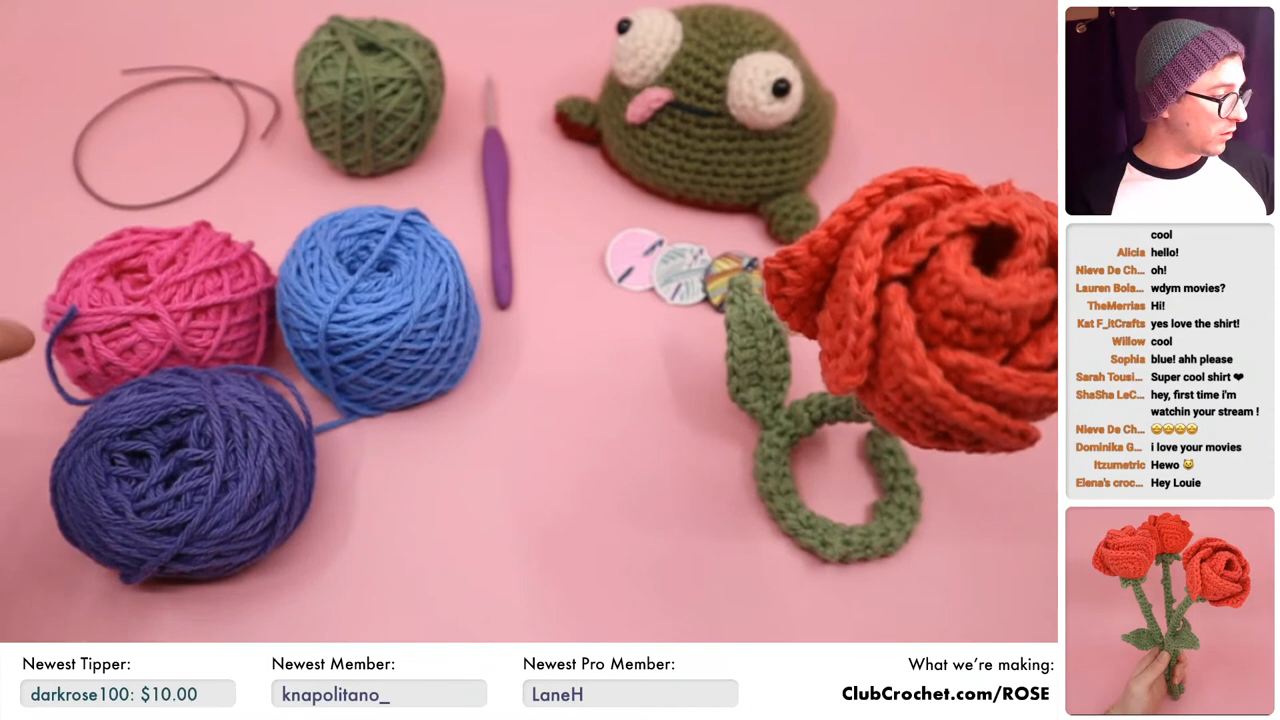 cool
Alicia hello!
Nieve De Ch... oh!
Lauren Bola... wdym movies?
TheMerrias Hi!
Kat F_itCrafts yes love the shirt!
Willow cool
Sophia blue! ahh please
Sarah Tousi... Super cool shirt ❤
ShaSha LeC... hey, first time i'm
watchin your stream !
Nieve De Ch... 🤩🤩🤩🤩
Dominika G... i love your movies
Itzumetric Hewo 😺
Elena's croc... Hey Louie
Newest Tipper: Newest Member: Newest Pro Member: What we're making:
darkrose100: $10.00 knapolitano_ LaneH ClubCrochet.com/ROSE